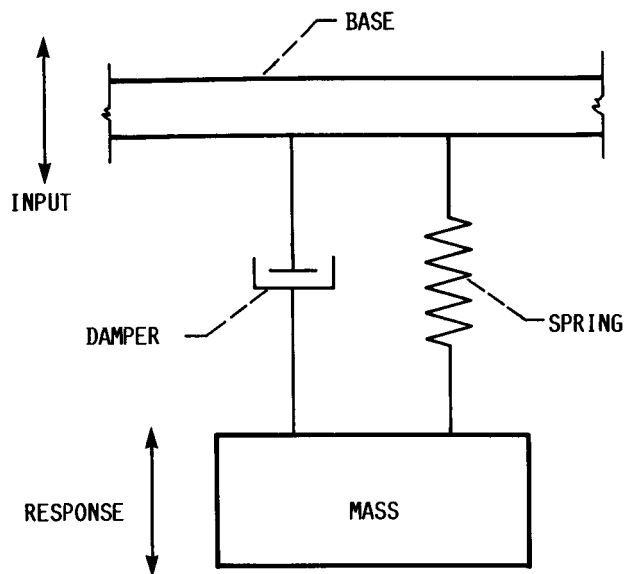 BASE
INPUT
DAMPER
SPRING
RESPONSE
MASS